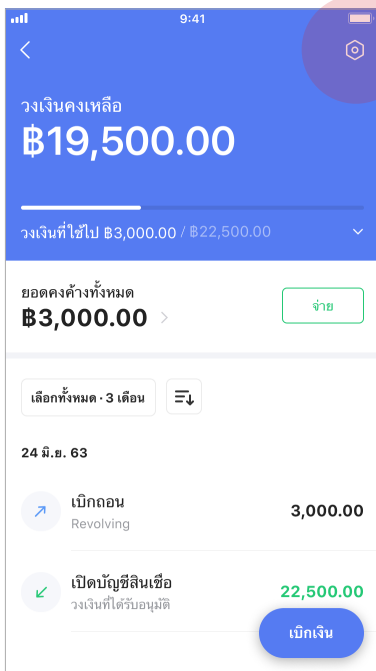 9:41
วงเงินคงเหลือ
฿19,500.00
วงเงินที่ใช้ไป ฿3,000.00 / ฿22,500.00
ยอดคงค้างทั้งหมด
฿3,000.00
จ่าย
เลือกทั้งหมด · 3 เดือน
24 มิ.ย. 63
เบิกถอน
3,000.00
Revolving
เปิดบัญชีสินเชื่อ
22,500.00
วงเงินที่ได้รับอนุมัติ
เบิกเงิน